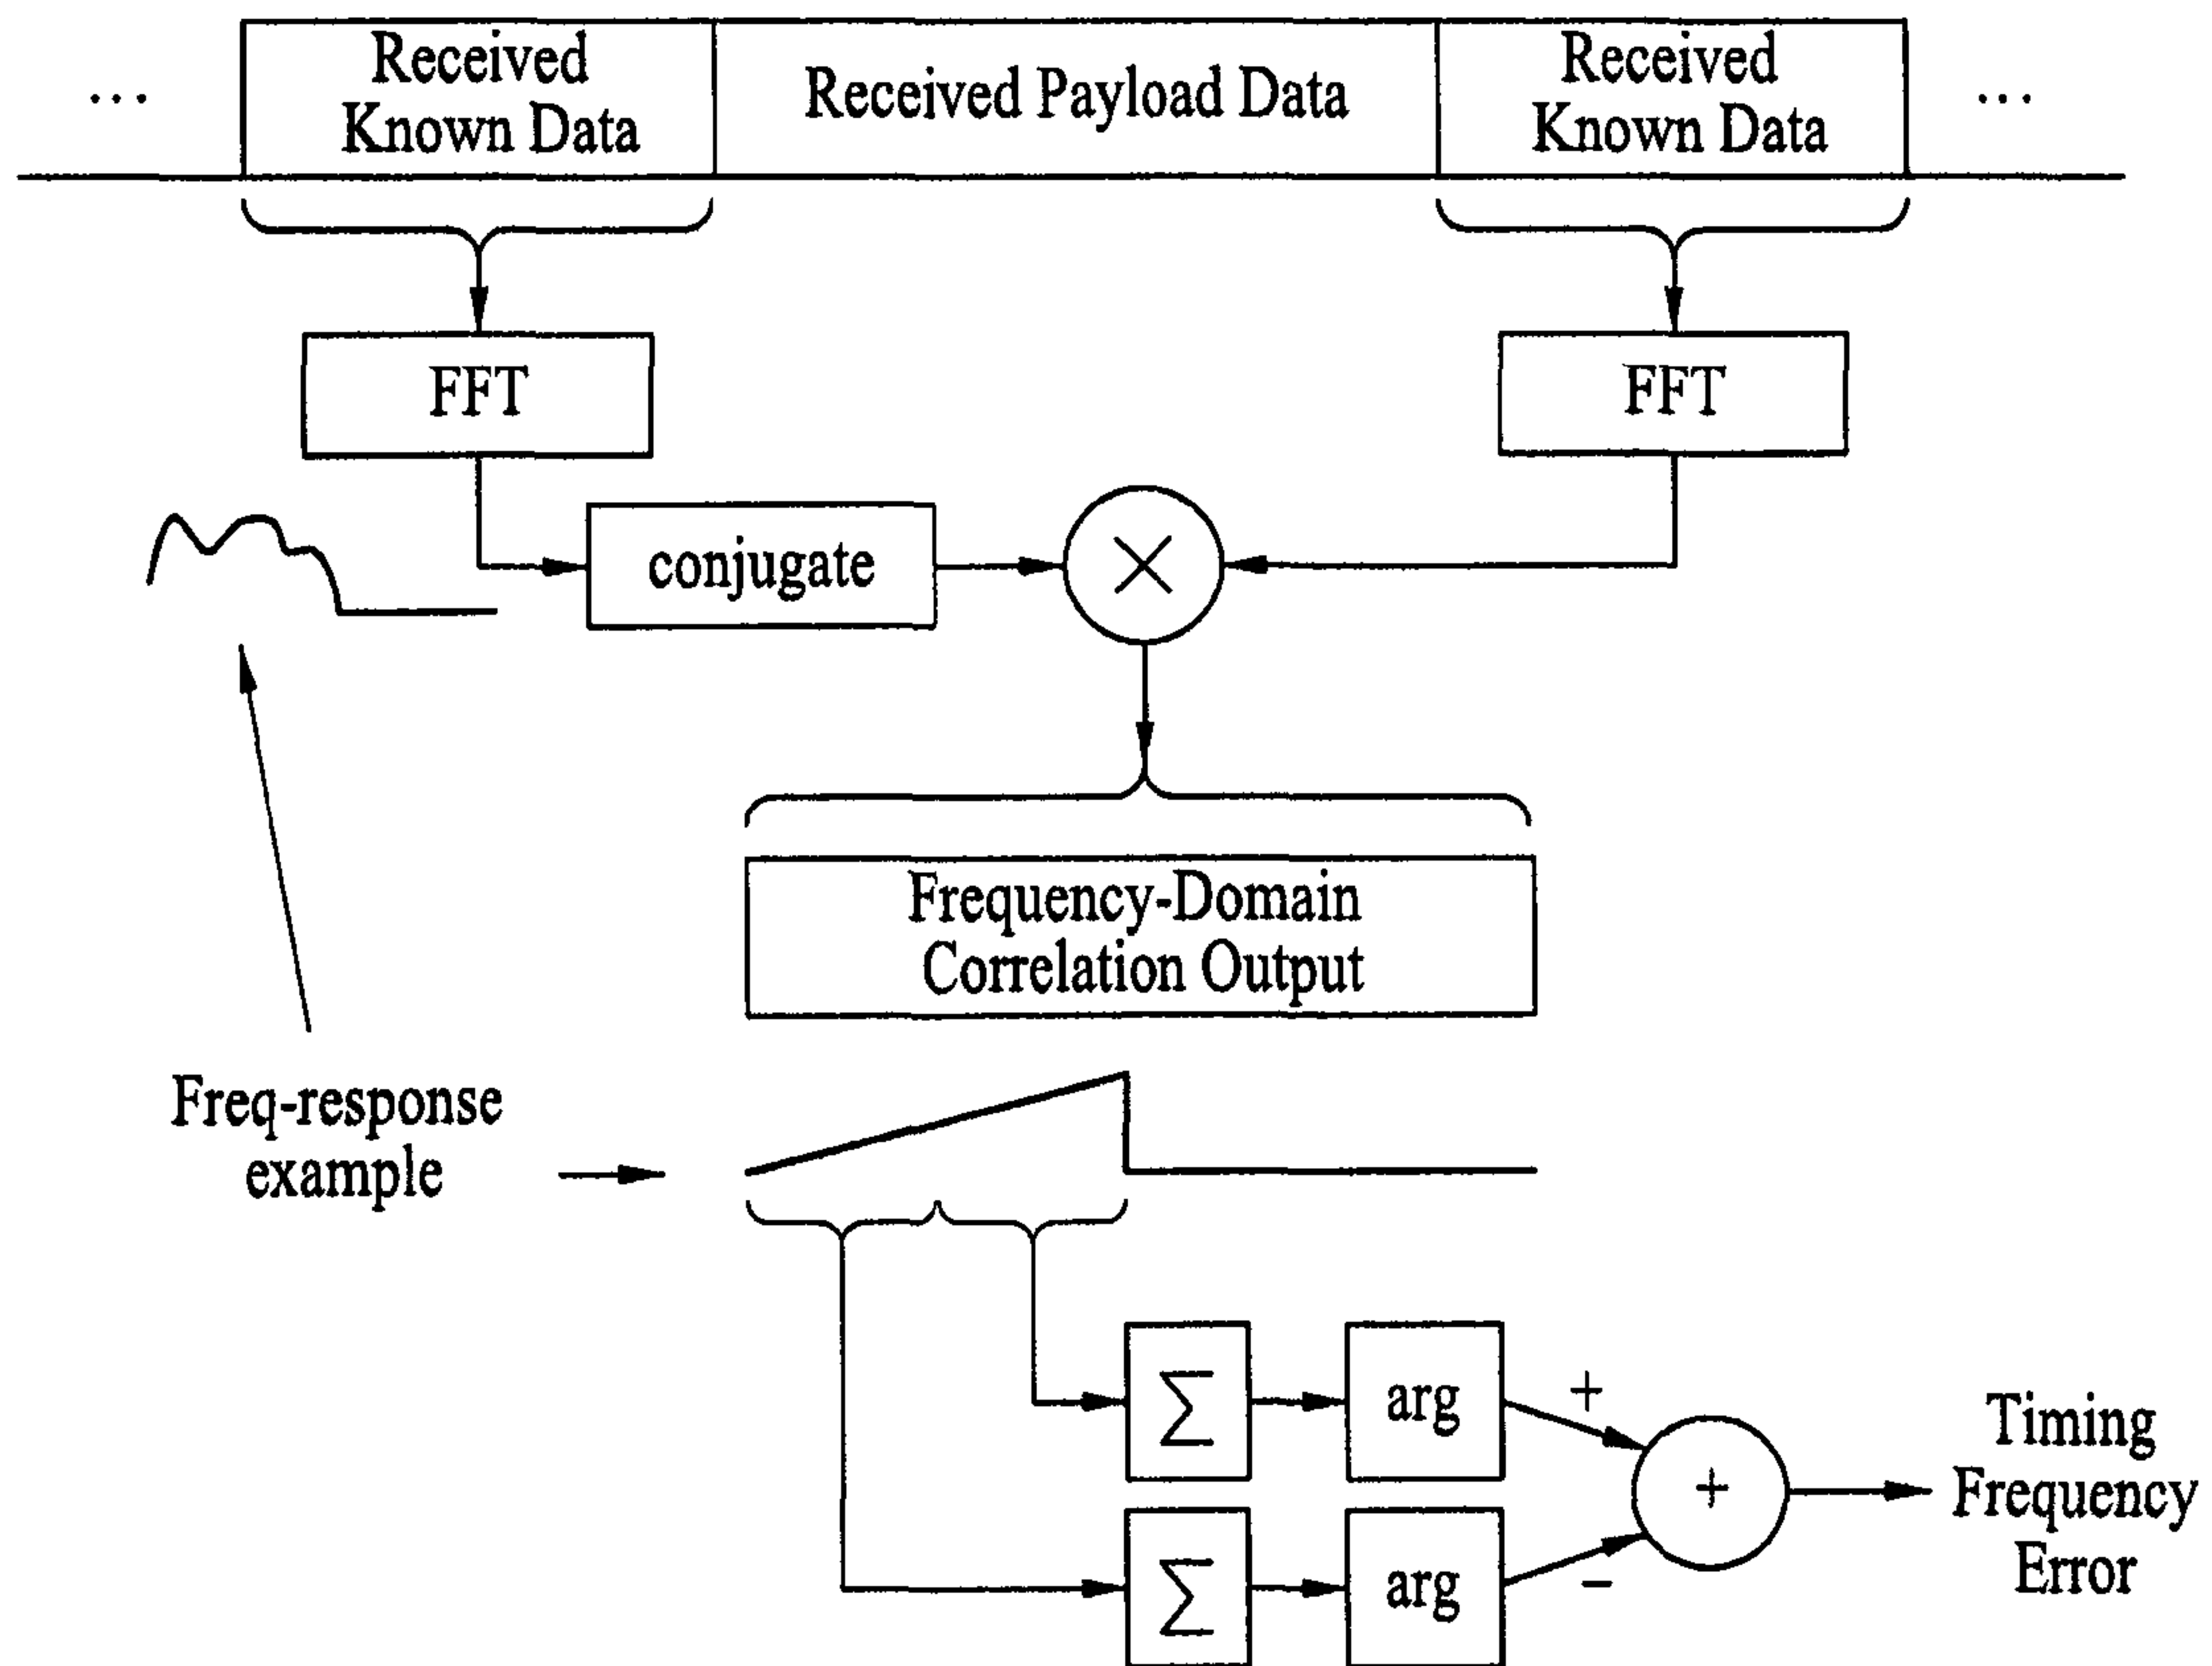 ...
Received
Known Data
Received Payload Data
Received
Known Data
...
FFT
FFT
conjugate
×
Frequency-Domain
Correlation Output
Freq-response
example
∑
arg
+
∑
arg
−
+
Timing
Frequency
Error